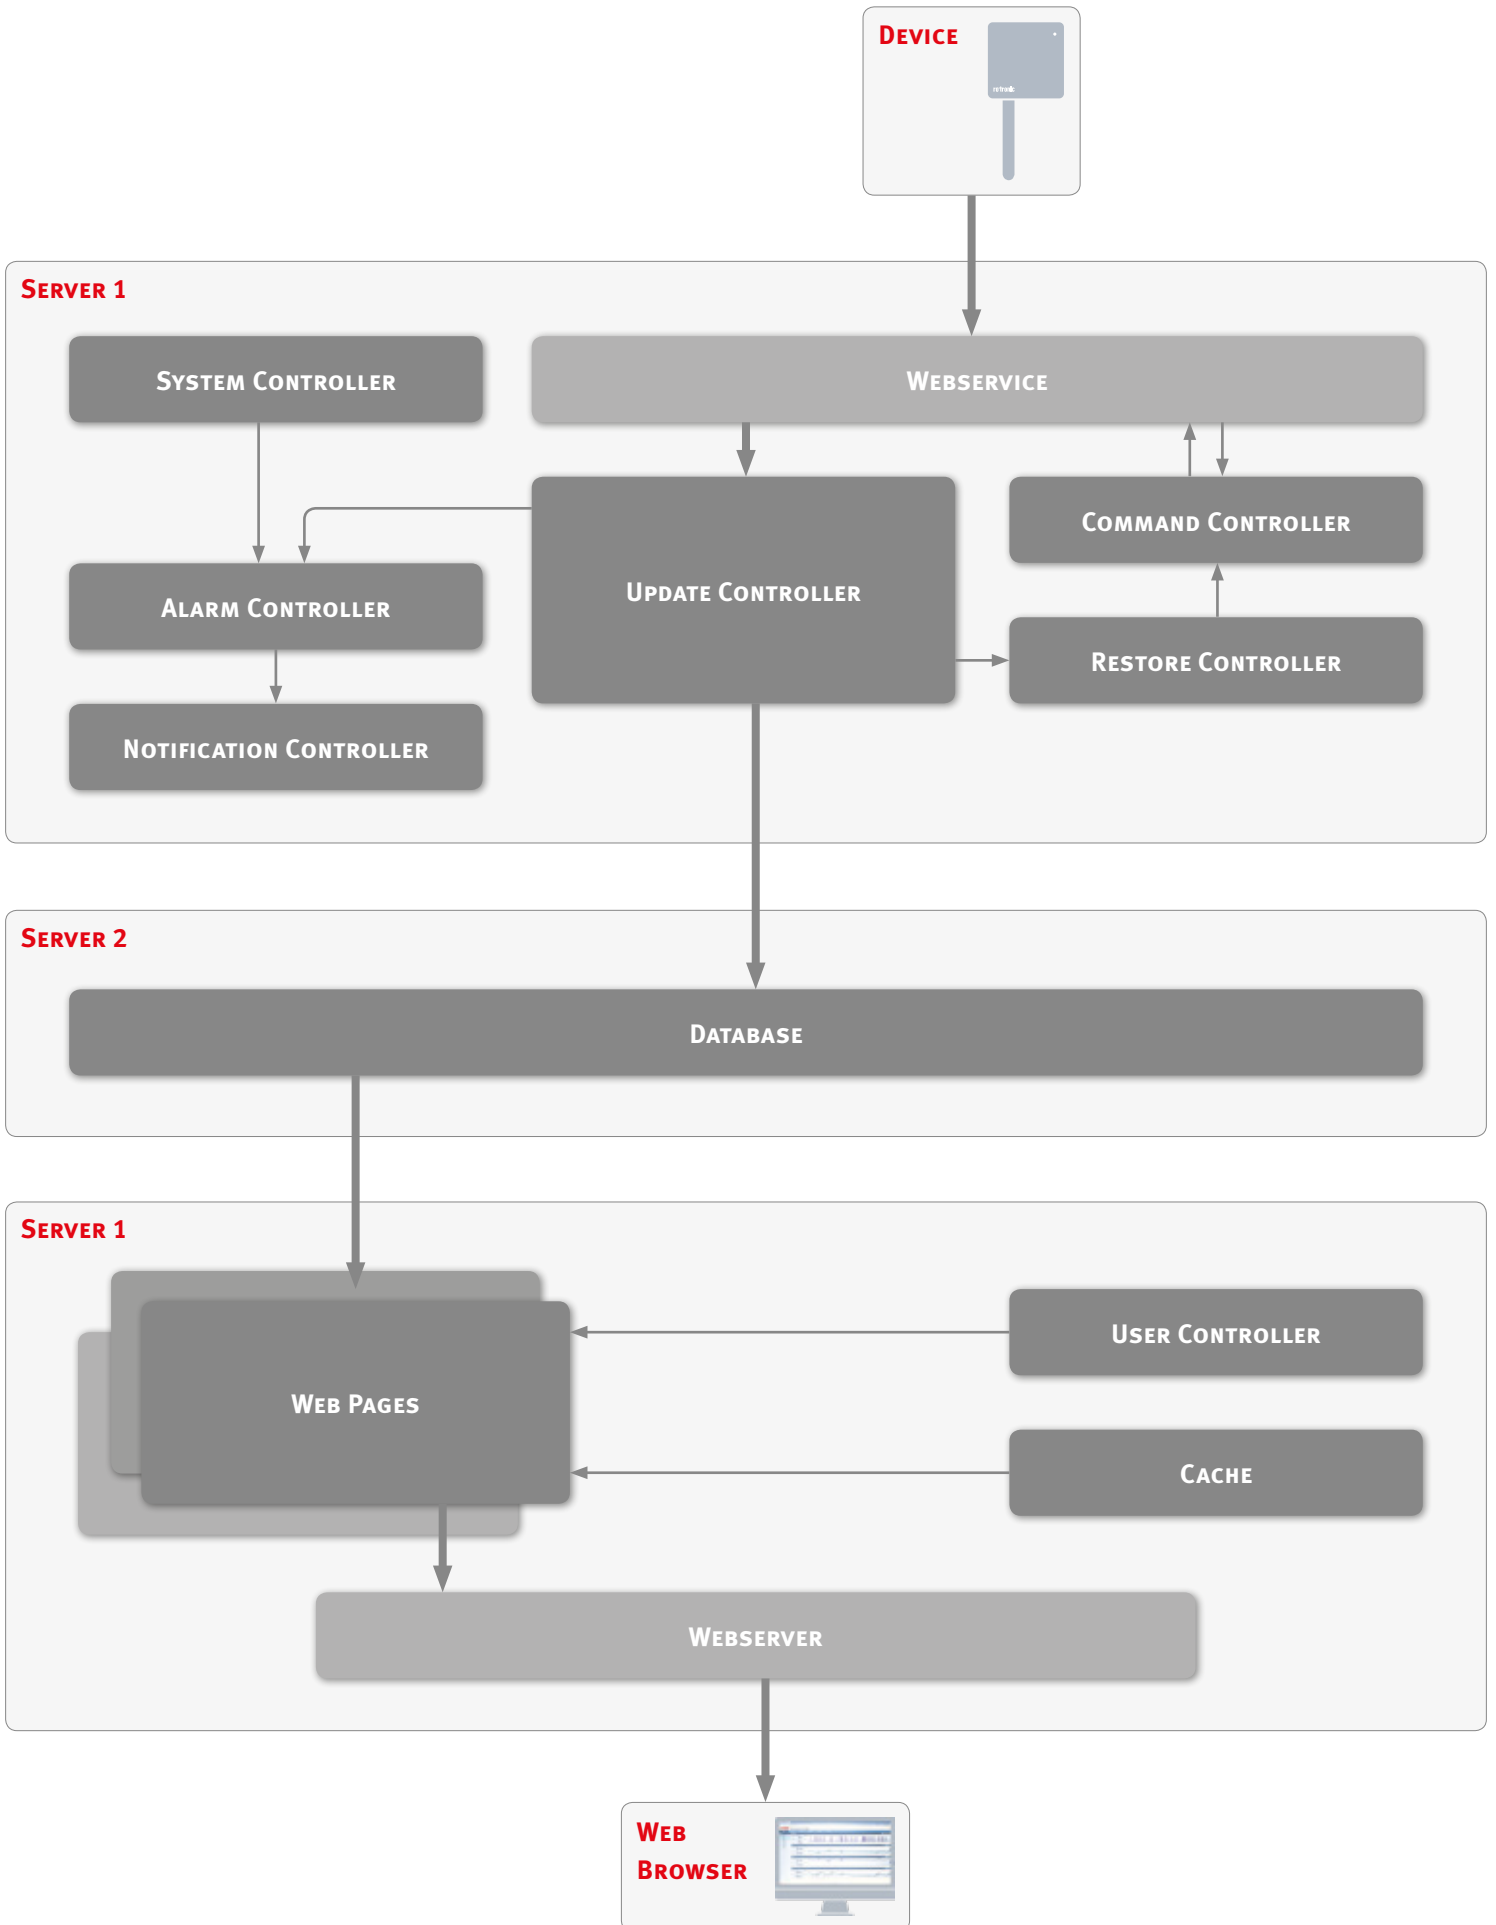 Device
rotronic
Server 1
System Controller
Webservice
Command Controller
Update Controller
Alarm Controller
Restore Controller
Notification Controller
Server 2
Database
Server 1
User Controller
Web Pages
Cache
Webserver
Web
Browser